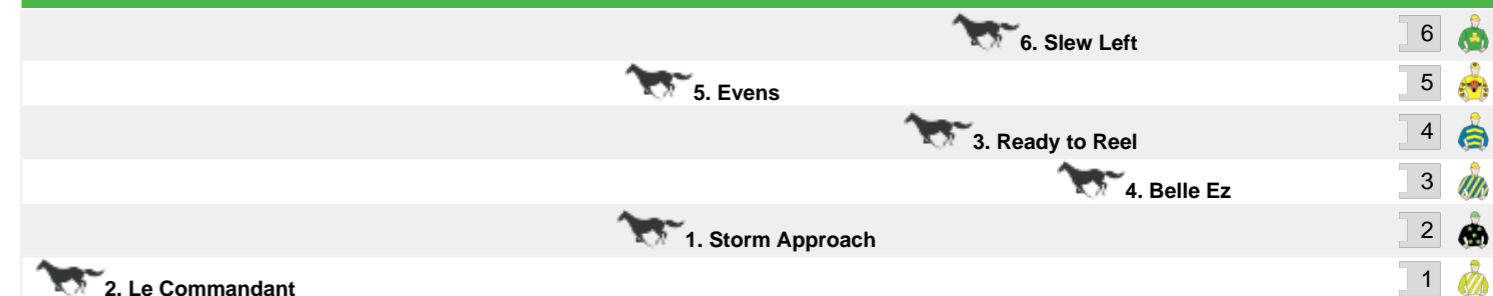 6. Slew Left 6
5. Evens 5
3. Ready to Reel 4
4. Belle Ez 3
1. Storm Approach 2
2. Le Commandant 1